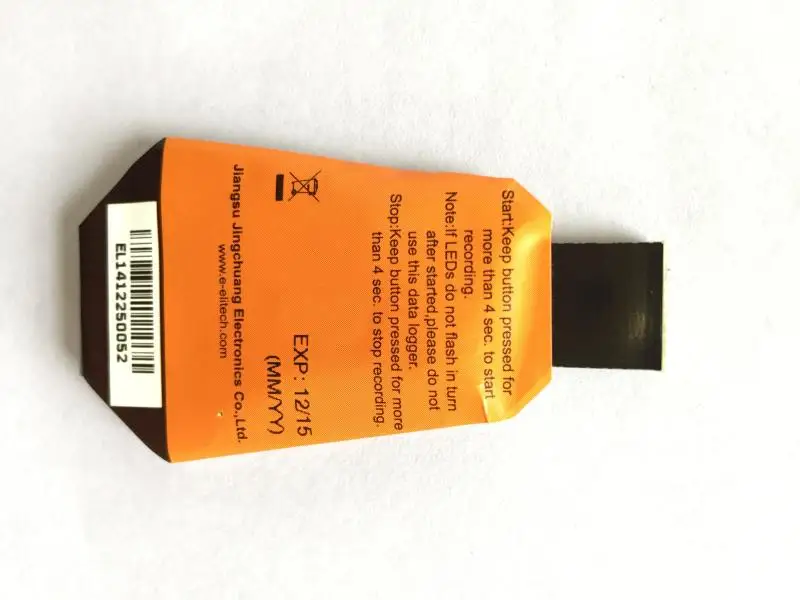 Start:Keep button pressed for
more than 4 sec. to start
recording.
Note:If LEDs do not flash in turn
after started,please do not
use this data logger.
Stop:Keep button pressed for more
than 4 sec. to stop recording.
EXP: 12/15
(MM/YY)
Jiangsu Jingchuang Electronics Co.,Ltd.
www.e-elitech.com
EL1412250052